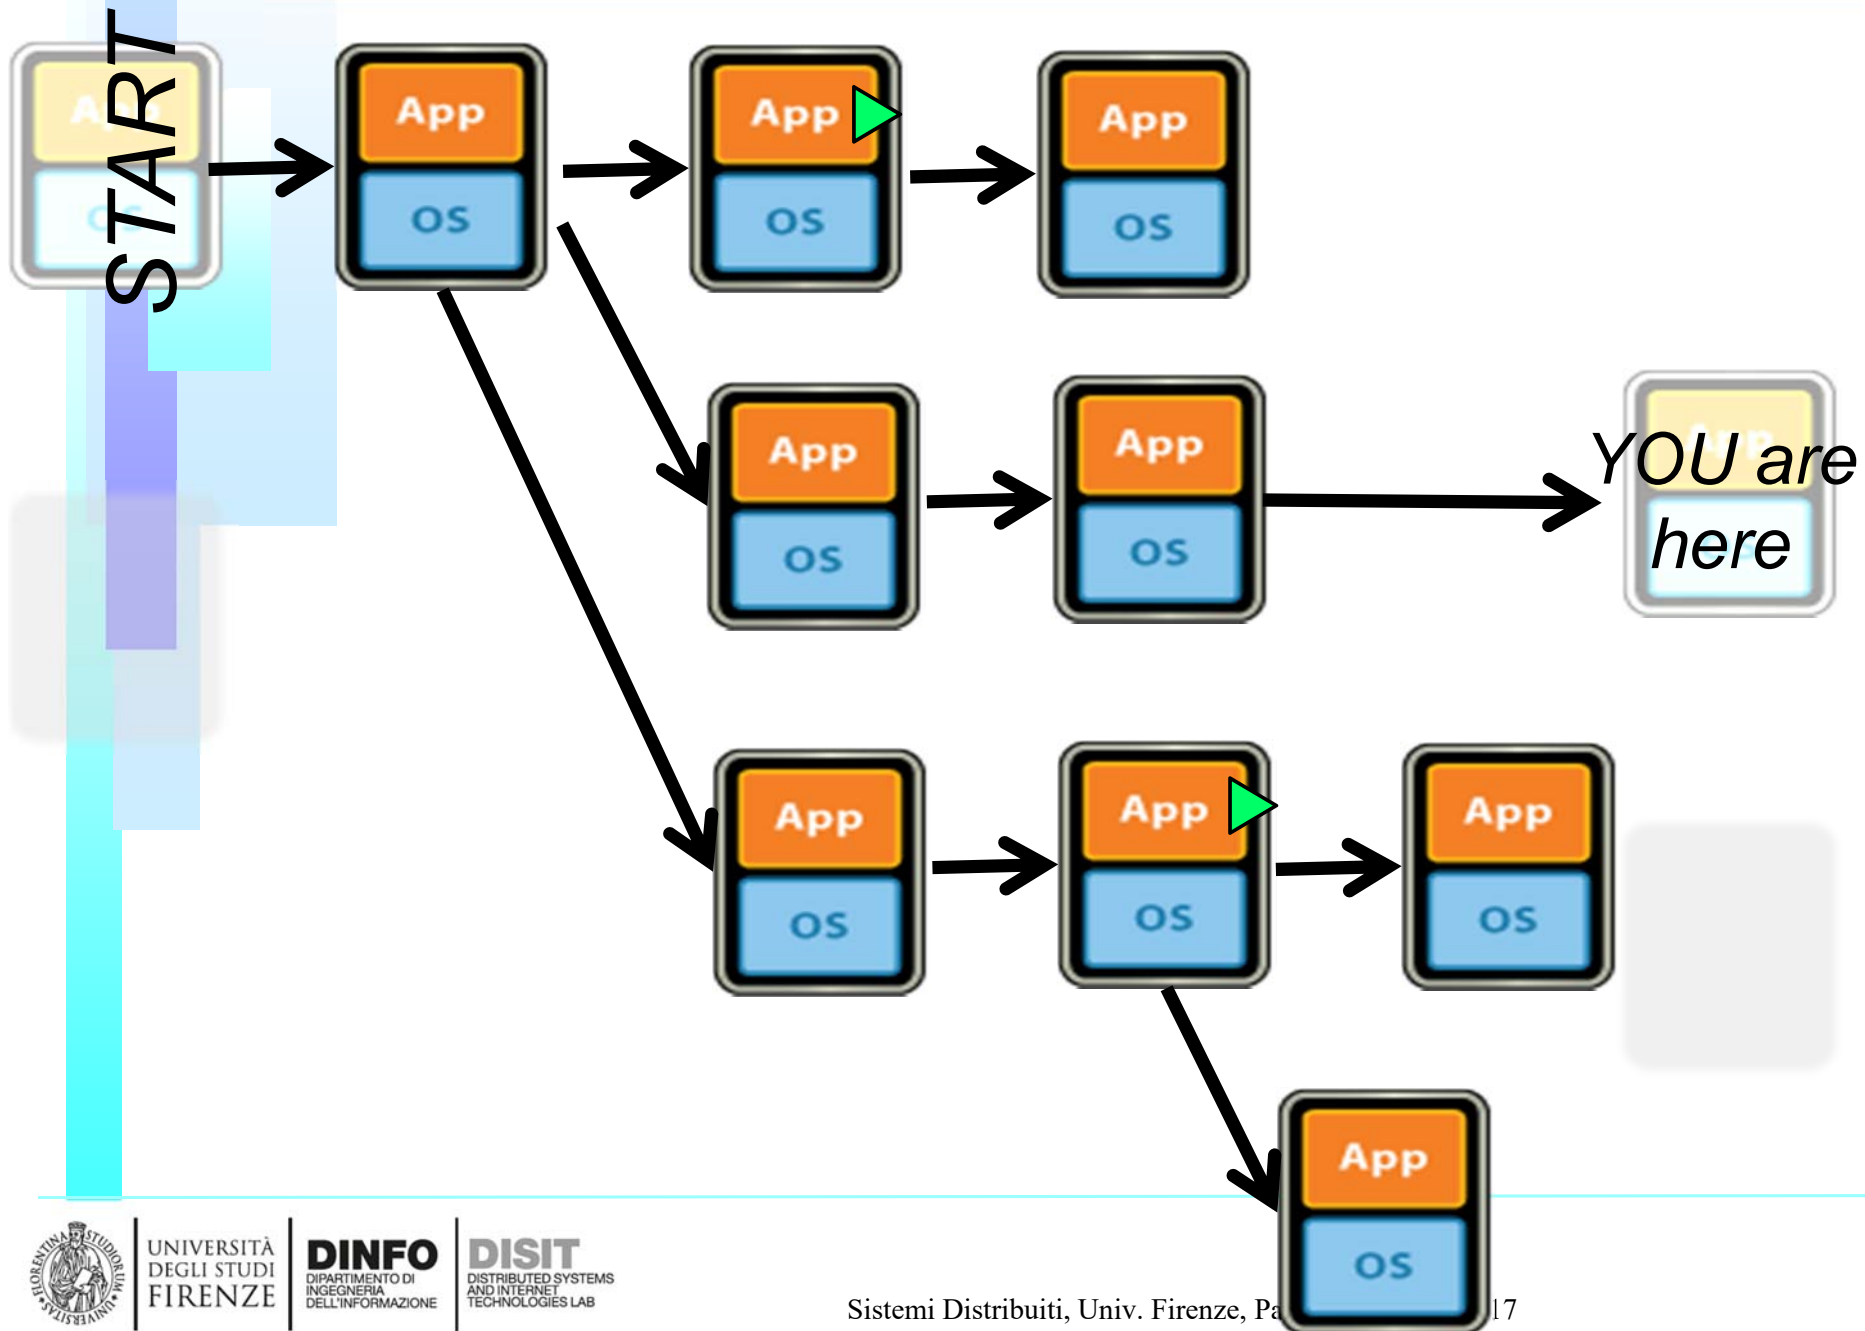 START
App
OS
App
OS
App
OS
App
OS
App
OS
App
OS
YOU are
here
App
OS
App
OS
App
OS
App
OS
UNIVERSITÀ
DEGLI STUDI
FIRENZE
DINFO
DIPARTIMENTO DI
INGEGNERIA
DELL'INFORMAZIONE
DISIT
DISTRIBUTED SYSTEMS
AND INTERNET
TECHNOLOGIES LAB
Sistemi Distribuiti, Univ. Firenze, 17